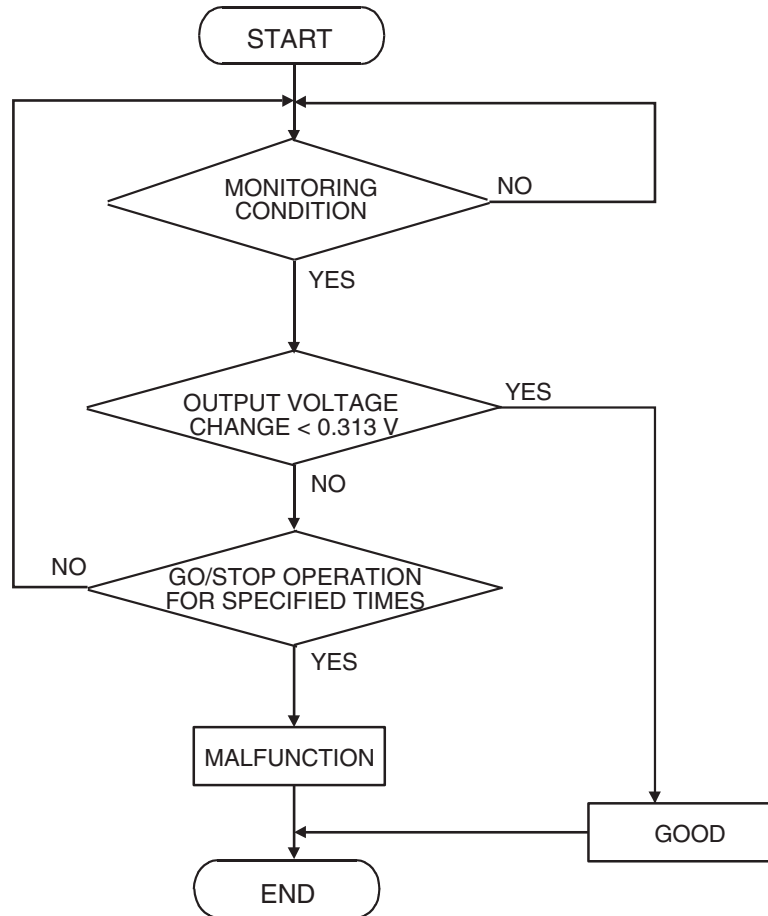 START
MONITORING
CONDITION
NO
YES
OUTPUT VOLTAGE
CHANGE < 0.313 V
YES
NO
GO/STOP OPERATION
FOR SPECIFIED TIMES
NO
YES
MALFUNCTION
GOOD
END